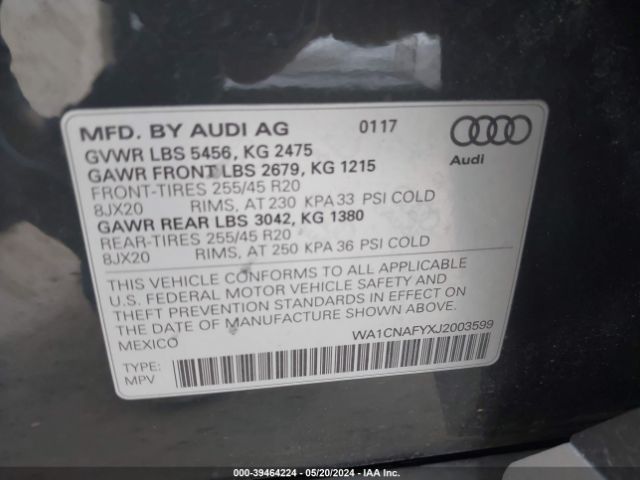 MFD. BY AUDI AG 0117
Audi
GVWR LBS 5456, KG 2475
GAWR FRONT LBS 2679, KG 1215
FRONT-TIRES 255/45 R20
8JX20 RIMS, AT 230 KPA 33 PSI COLD
GAWR REAR LBS 3042, KG 1380
REAR-TIRES 255/45 R20
8JX20 RIMS, AT 250 KPA 36 PSI COLD
THIS VEHICLE CONFORMS TO ALL APPLICABLE
U.S. FEDERAL MOTOR VEHICLE SAFETY AND
THEFT PREVENTION STANDARDS IN EFFECT ON
THE DATE OF MANUFACTURE SHOWN ABOVE.
MEXICO WA1CNAFYXJ2003599
TYPE:
MPV
000-39464224 - 05/20/2024 - IAAI.com